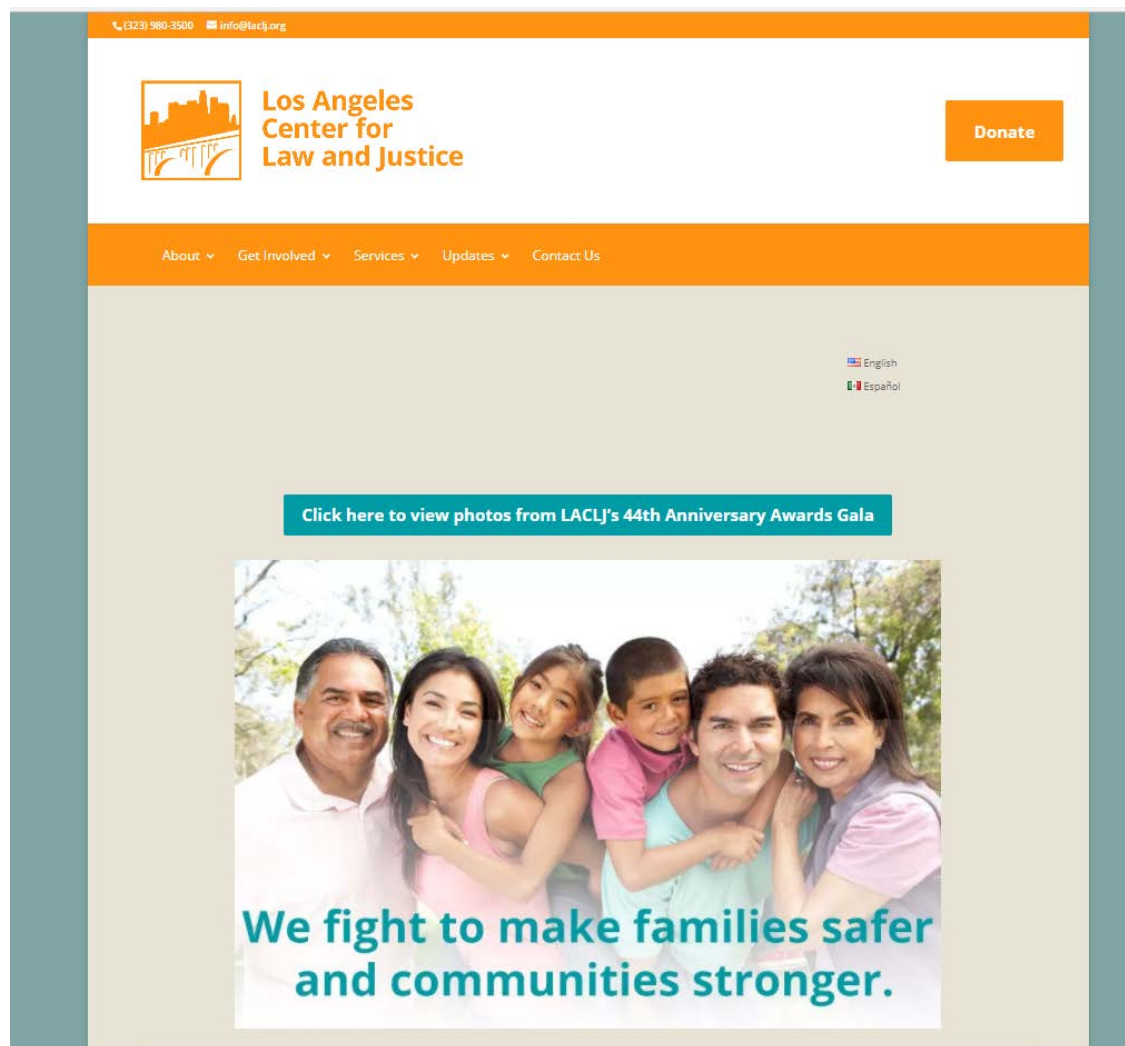 (323) 980-3500 info@laclj.org
Los Angeles
Center for
Law and Justice
Donate
About Get Involved Services Updates Contact Us
English
Español
Click here to view photos from LACLJ's 44th Anniversary Awards Gala
We fight to make families safer
and communities stronger.